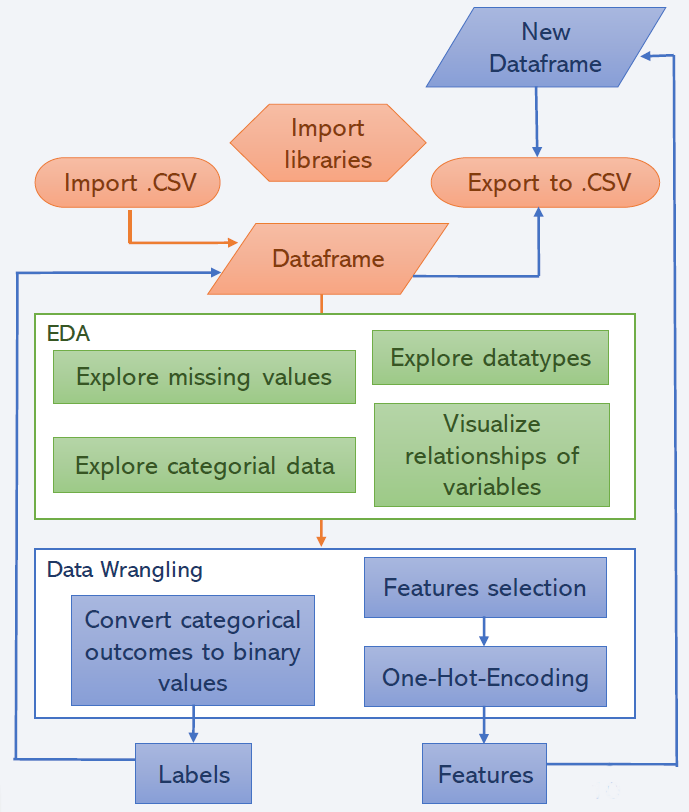 New
Dataframe
Import
libraries
Import .CSV
Export to .CSV
Dataframe
EDA
Explore missing values
Explore datatypes
Explore categorial data
Visualize
relationships of
variables
Data Wrangling
Features selection
Convert categorical
outcomes to binary
values
One-Hot-Encoding
Labels
Features